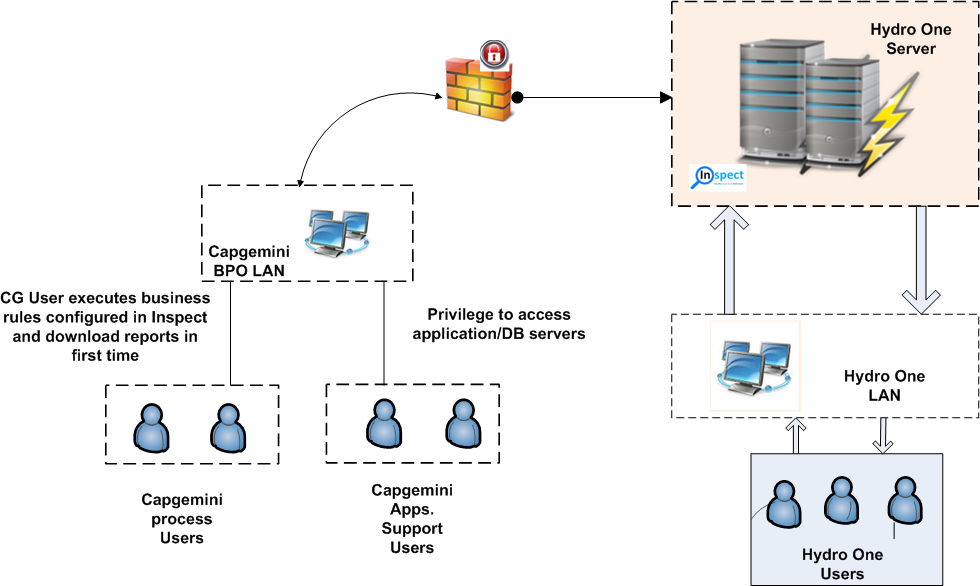 Hydro One
Server
Inspect
Capgemini
BPO LAN
CG User executes business
rules configured in Inspect
and download reports in
first time
Privilege to access
application/DB servers
Hydro One
LAN
Capgemini
process
Users
Capgemini
Apps.
Support
Users
Hydro One
Users